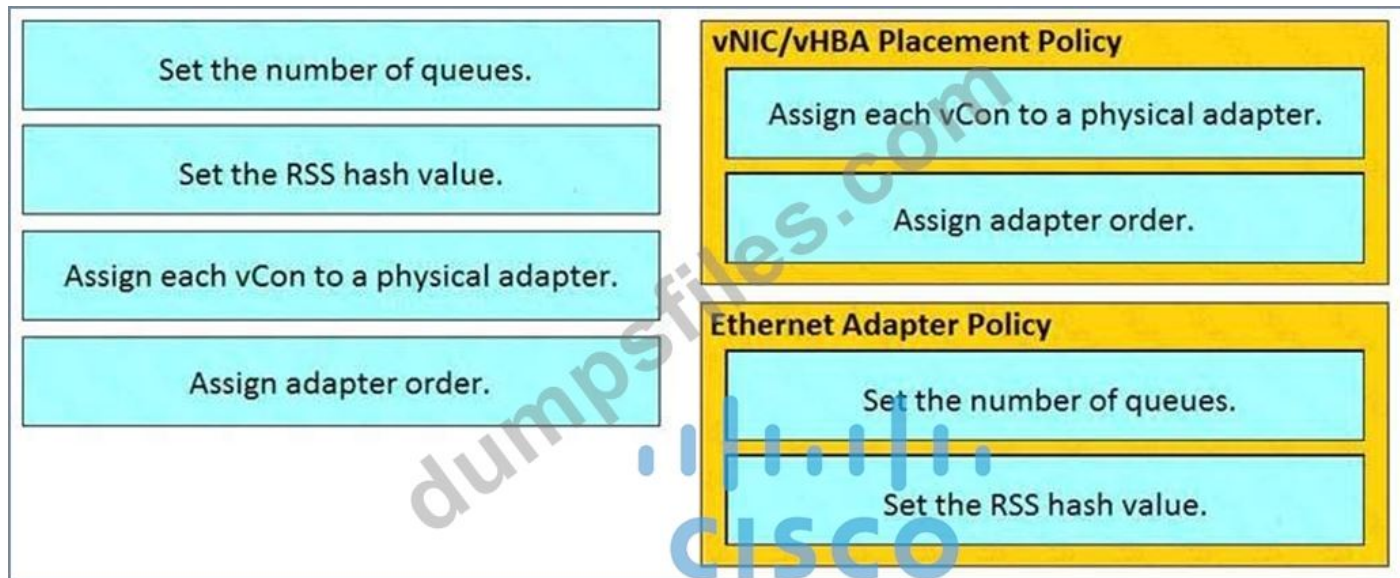 Set the number of queues.
Set the RSS hash value.
Assign each vCon to a physical adapter.
Assign adapter order.
vNIC/vHBA Placement Policy
Assign each vCon to a physical adapter.
Assign adapter order.
Ethernet Adapter Policy
Set the number of queues.
Set the RSS hash value.
dumpsfiles.com
CISCO